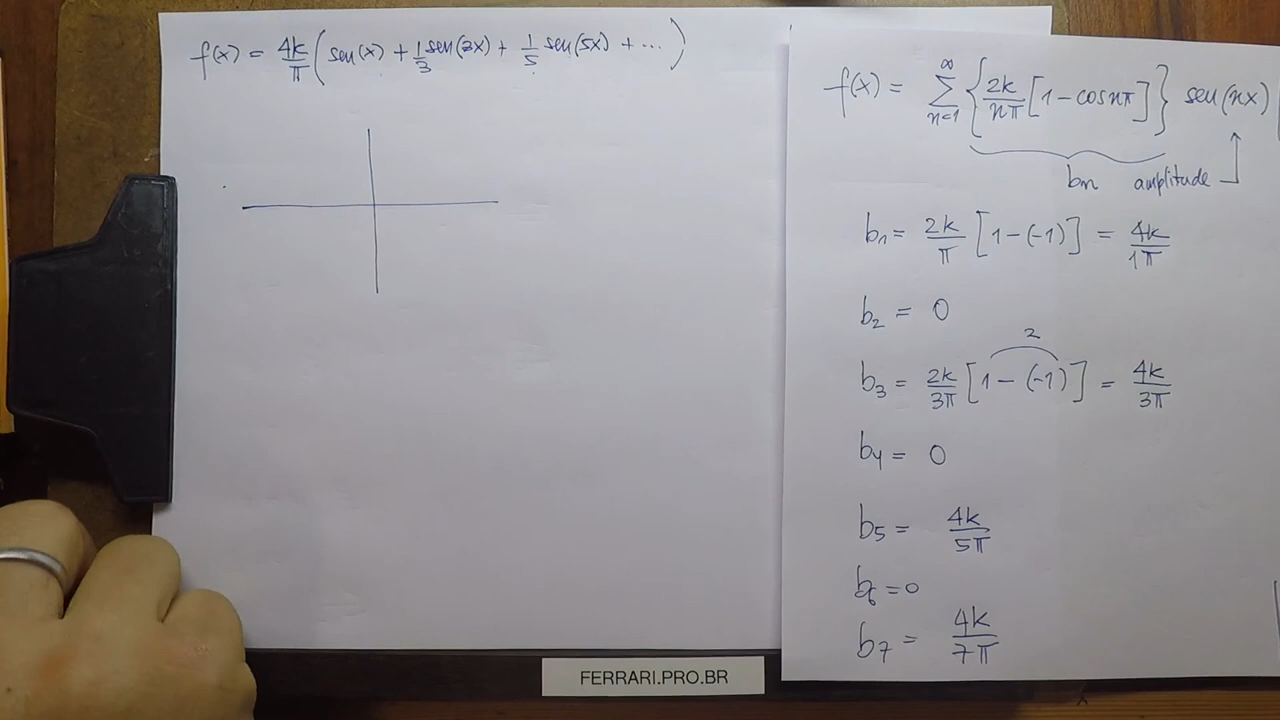 f(x) = 4k/π (sen(x) + 1/3 sen(3x) + 1/5 sen(5x) + ...)
f(x) = ∑_{n=1}^{∞} {2k/nπ [1 - cos nπ]} sen(nx)
bn amplitude
b1 = 2k/π [1 - (-1)] = 4k/1π
b2 = 0
2
b3 = 2k/3π [1 - (-1)] = 4k/3π
b4 = 0
b5 = 4k/5π
b6 = 0
b7 = 4k/7π
FERRARI.PRO.BR